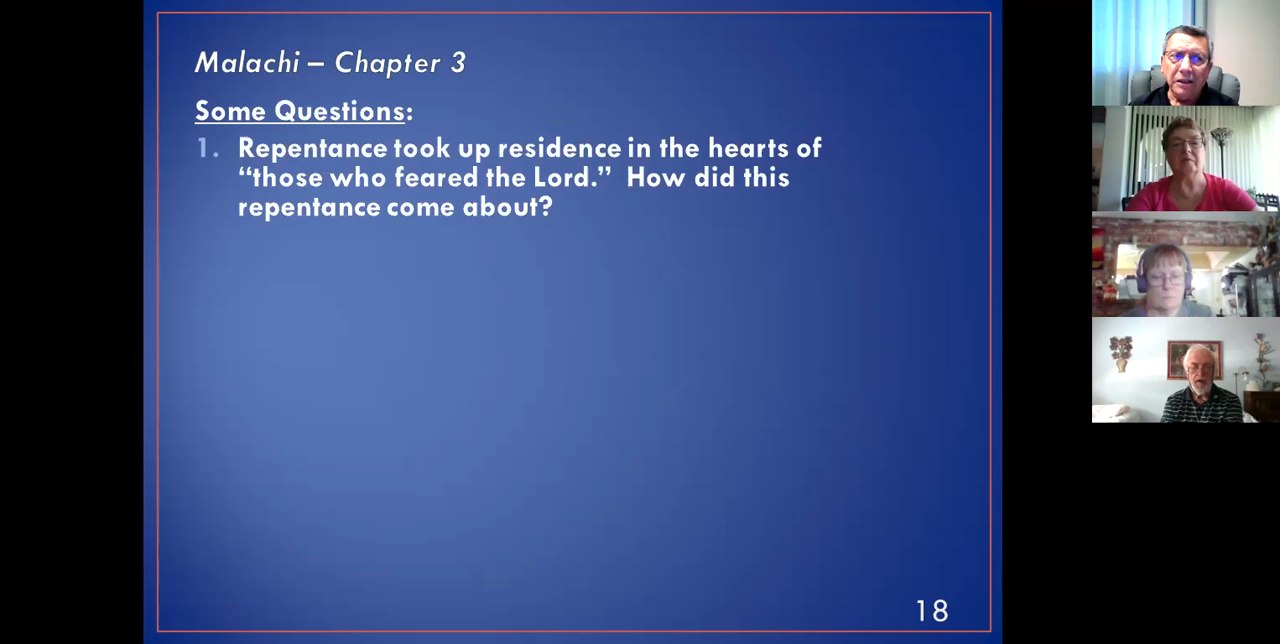 Malachi – Chapter 3
Some Questions:
1. Repentance took up residence in the hearts of
“those who feared the Lord.” How did this
repentance come about?
18